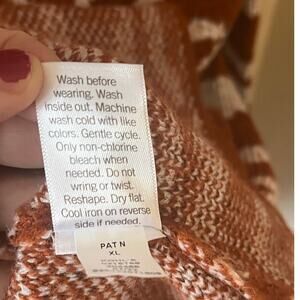 Wash before
wearing. Wash
inside out. Machine
wash cold with like
colors. Gentle cycle.
Only non-chlorine
bleach when
needed. Do not
wring or twist.
Reshape. Dry flat.
Cool iron on reverse
side if needed.
PAT N
XL